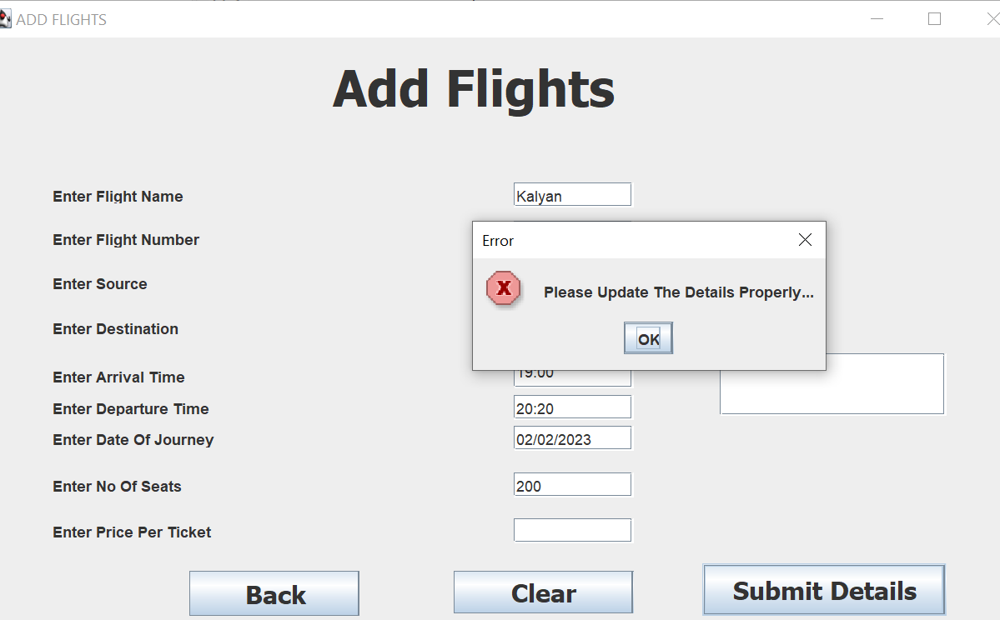 ADD FLIGHTS
Add Flights
Enter Flight Name
Kalyan
Enter Flight Number
Error
Enter Source
Please Update The Details Properly...
Enter Destination
OK
Enter Arrival Time
19:00
Enter Departure Time
20:20
Enter Date Of Journey
02/02/2023
Enter No Of Seats
200
Enter Price Per Ticket
Back
Clear
Submit Details